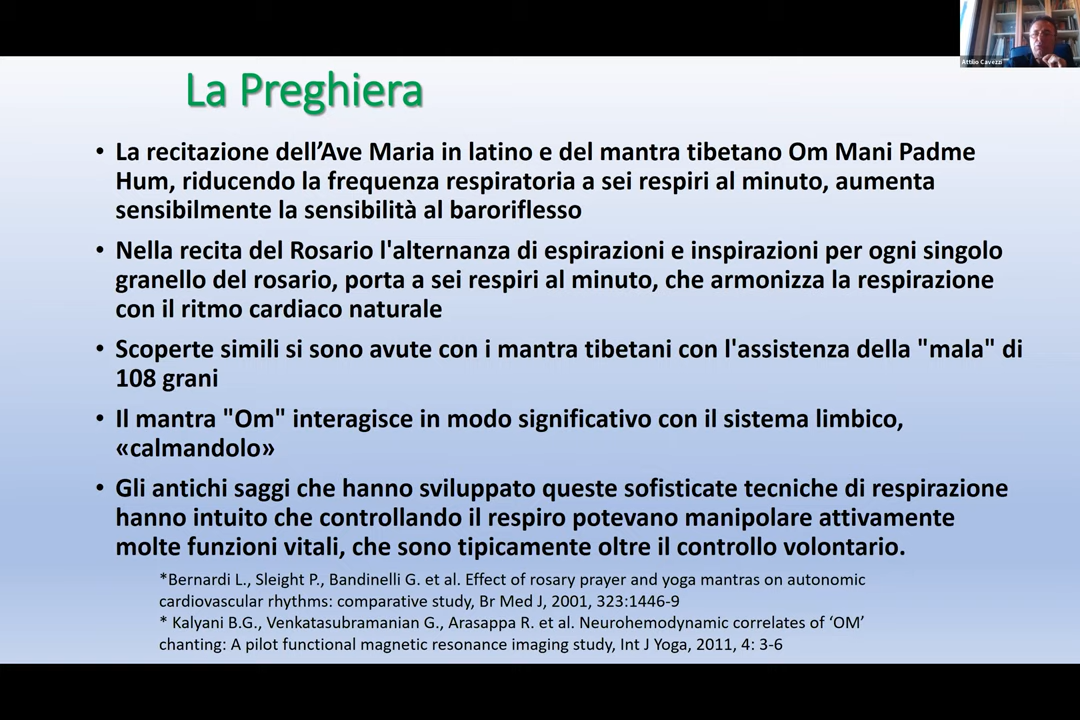 Attilio Cavezzi
La Preghiera
• La recitazione dell’Ave Maria in latino e del mantra tibetano Om Mani Padme
Hum, riducendo la frequenza respiratoria a sei respiri al minuto, aumenta
sensibilmente la sensibilità al baroriflesso
• Nella recita del Rosario l'alternanza di espirazioni e inspirazioni per ogni singolo
granello del rosario, porta a sei respiri al minuto, che armonizza la respirazione
con il ritmo cardiaco naturale
• Scoperte simili si sono avute con i mantra tibetani con l'assistenza della "mala" di
108 grani
• Il mantra "Om" interagisce in modo significativo con il sistema limbico,
«calmandolo»
• Gli antichi saggi che hanno sviluppato queste sofisticate tecniche di respirazione
hanno intuito che controllando il respiro potevano manipolare attivamente
molte funzioni vitali, che sono tipicamente oltre il controllo volontario.
*Bernardi L., Sleight P., Bandinelli G. et al. Effect of rosary prayer and yoga mantras on autonomic
cardiovascular rhythms: comparative study, Br Med J, 2001, 323:1446-9
* Kalyani B.G., Venkatasubramanian G., Arasappa R. et al. Neurohemodynamic correlates of ‘OM’
chanting: A pilot functional magnetic resonance imaging study, Int J Yoga, 2011, 4: 3-6